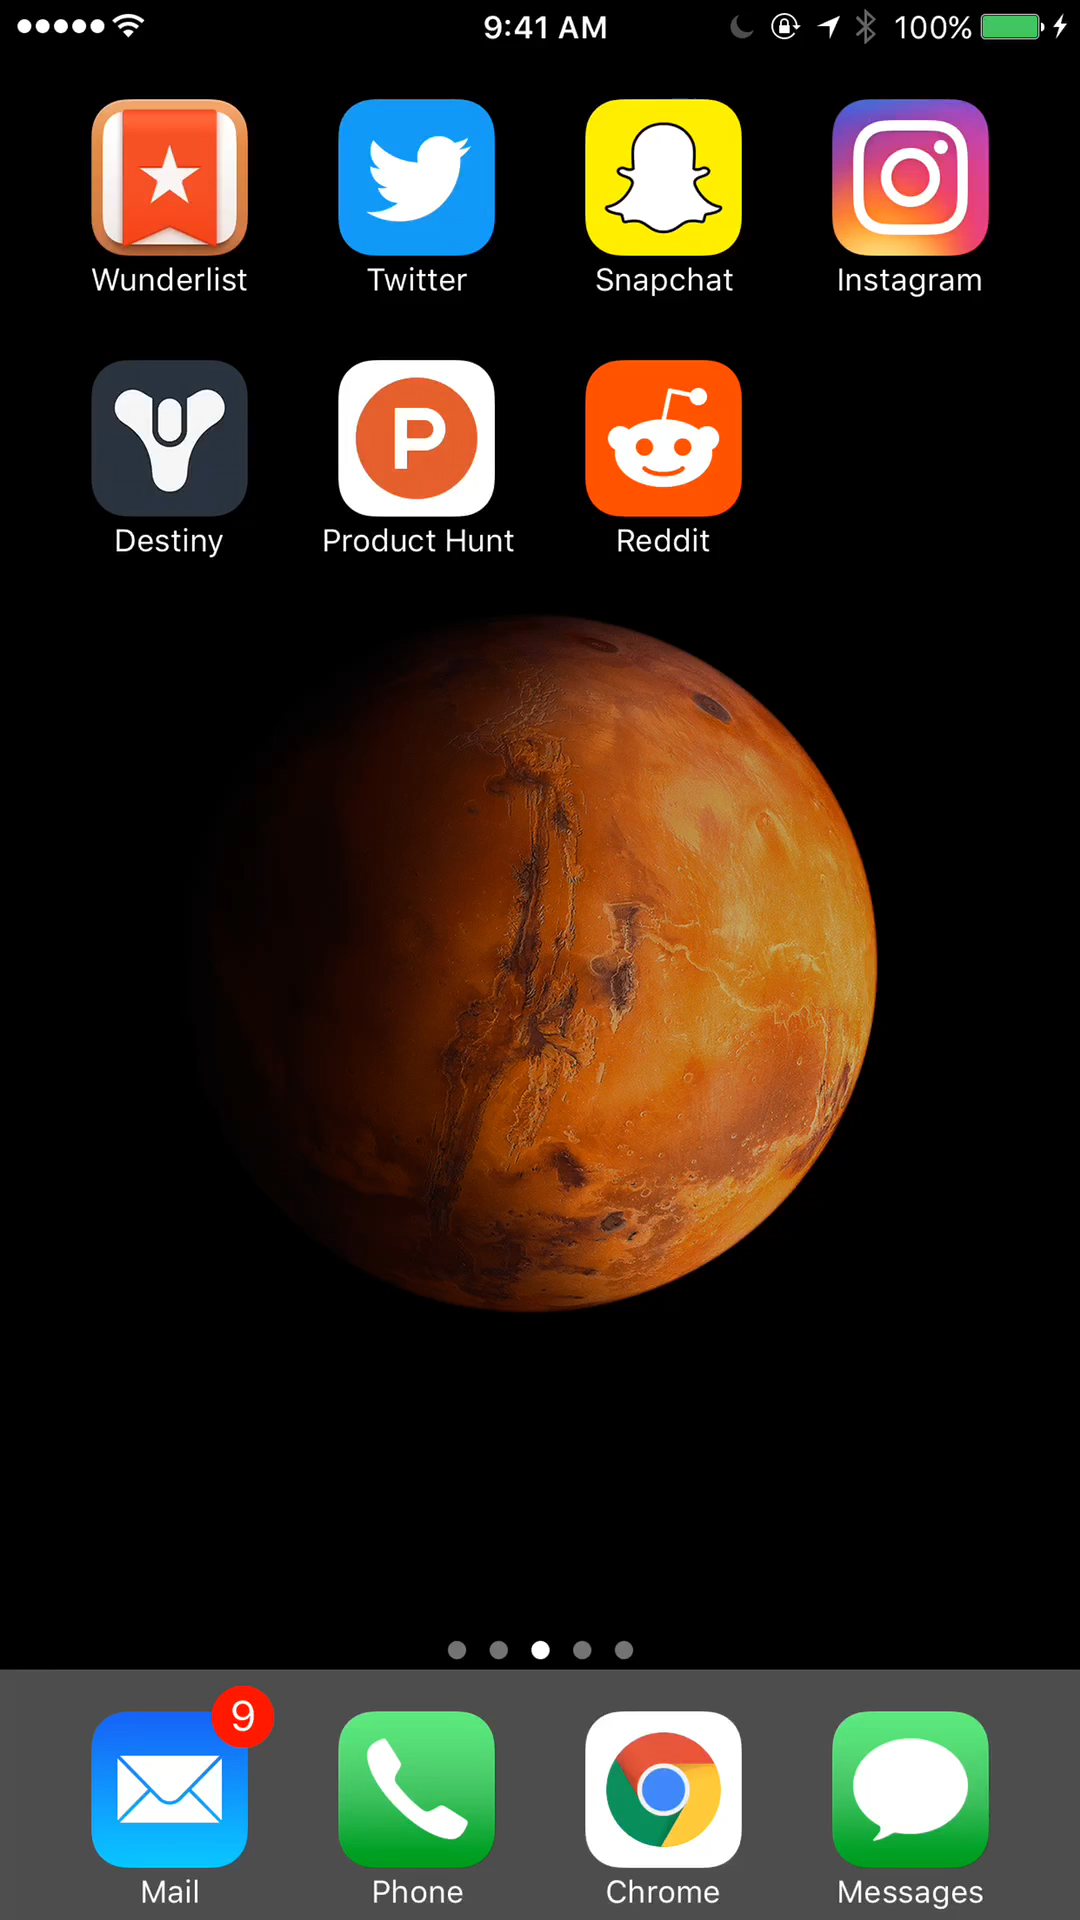 9:41 AM 100%
Wunderlist Twitter Snapchat Instagram
P
Destiny Product Hunt Reddit
9
Mail Phone Chrome Messages